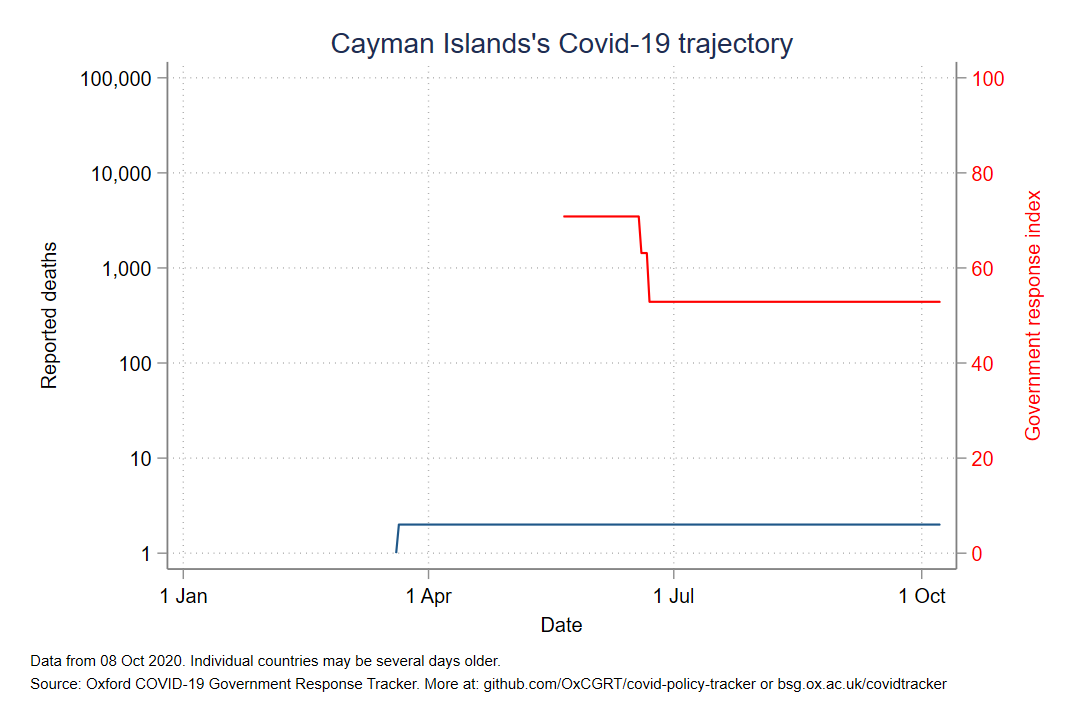 Cayman Islands's Covid-19 trajectory
100,000
10,000
1,000
100
10
1
Reported deaths
100
80
60
40
20
0
Government response index
1 Jan
1 Apr
1 Jul
1 Oct
Date
Data from 08 Oct 2020. Individual countries may be several days older.
Source: Oxford COVID-19 Government Response Tracker. More at: github.com/OxCGRT/covid-policy-tracker or bsg.ox.ac.uk/covidtracker